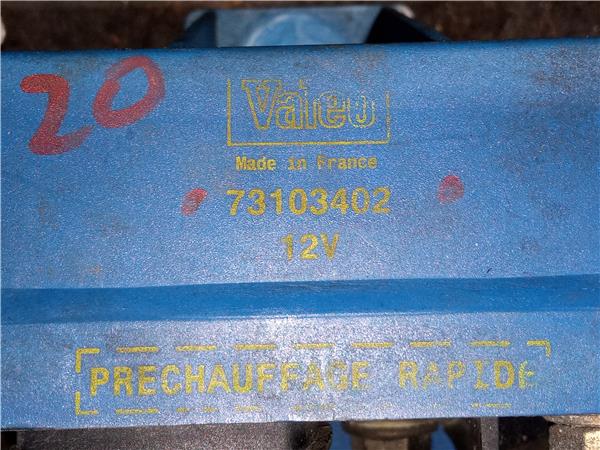 20
Valeo
Made in France
73103402
12V
PRECHAUFFAGE RAPIDE